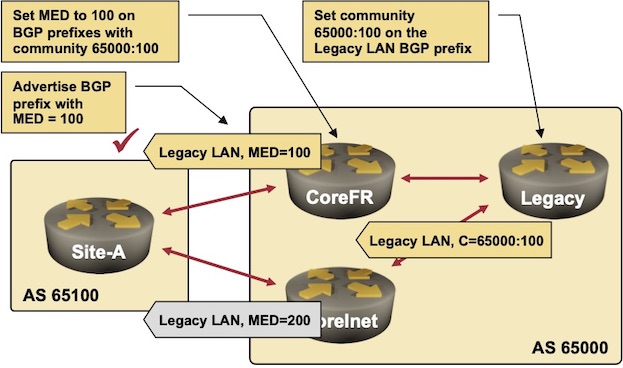 Set MED to 100 on
BGP prefixes with
community 65000:100
Set community
65000:100 on the
Legacy LAN BGP prefix
Advertise BGP
prefix with
MED = 100
Legacy LAN, MED=100
CoreFR
Legacy
Site-A
Legacy LAN, C=65000:100
AS 65100
Legacy LAN, MED=200
oreInet
AS 65000